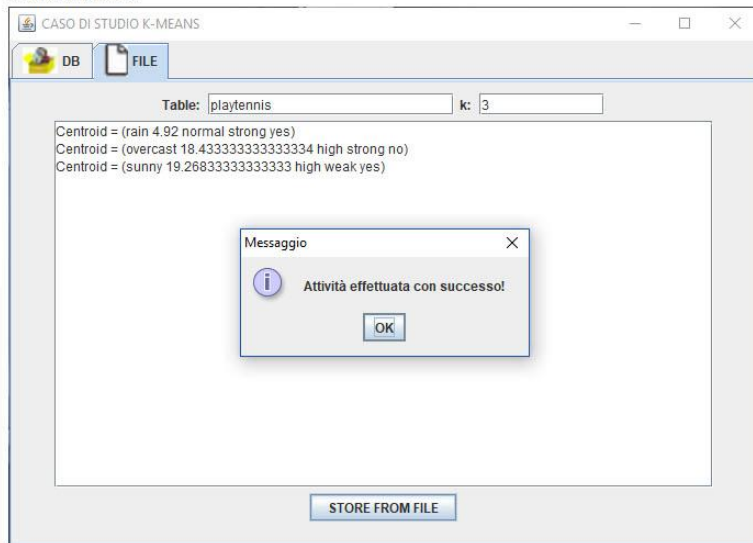 CASO DI STUDIO K-MEANS
DB FILE
Table: playtennis k: 3
Centroid = (rain 4.92 normal strong yes)
Centroid = (overcast 18.433333333333334 high strong no)
Centroid = (sunny 19.26833333333333 high weak yes)
Messaggio
Attività effettuata con successo!
OK
STORE FROM FILE